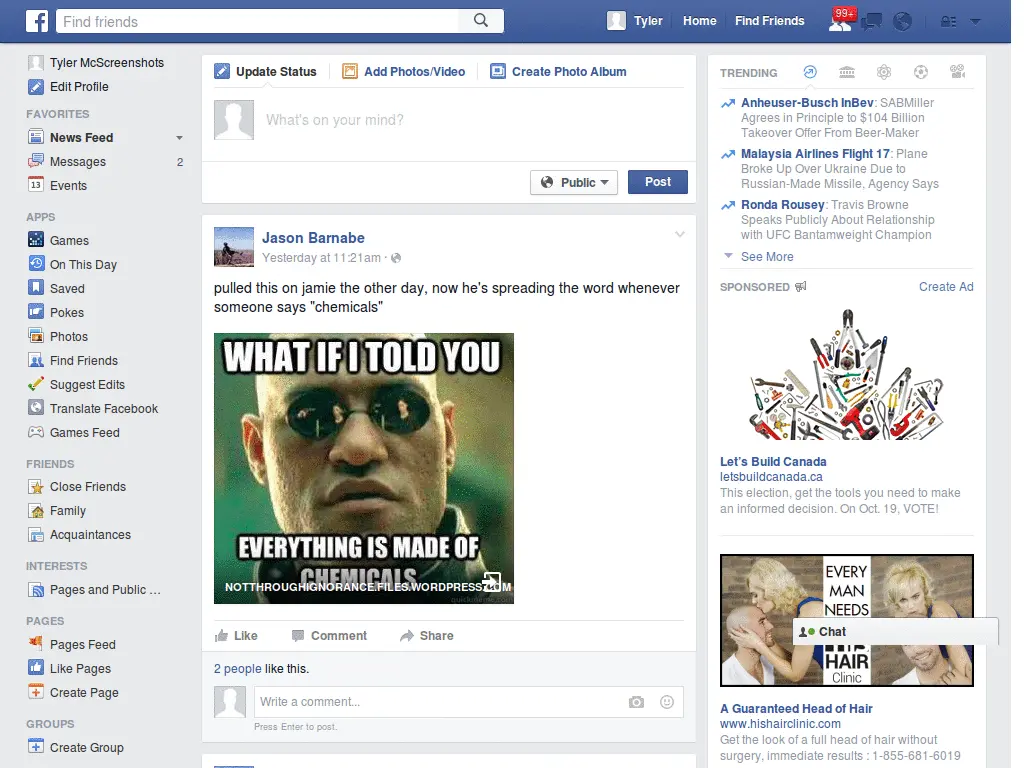 Find friends
Tyler
Home
Find Friends
99+
Tyler McScreenshots
Edit Profile
FAVORITES
News Feed
Messages 2
13 Events
APPS
Games
On This Day
Saved
Pokes
Photos
Find Friends
Suggest Edits
Translate Facebook
Games Feed
FRIENDS
Close Friends
Family
Acquaintances
INTERESTS
Pages and Public ...
PAGES
Pages Feed
Like Pages
Create Page
GROUPS
Create Group
Update Status
Add Photos/Video
Create Photo Album
What's on your mind?
Public
Post
Jason Barnabe
Yesterday at 11:21am ·
pulled this on jamie the other day, now he's spreading the word whenever
someone says "chemicals"
WHAT IF I TOLD YOU
EVERYTHING IS MADE OF
CHEMICALS
NOTTHROUGHIGNORANCE.FILES.WORDPRESS.COM
Like
Comment
Share
2 people like this.
Write a comment...
Press Enter to post.
TRENDING
Anheuser-Busch InBev: SABMiller
Agrees in Principle to $104 Billion
Takeover Offer From Beer-Maker
Malaysia Airlines Flight 17: Plane
Broke Up Over Ukraine Due to
Russian-Made Missile, Agency Says
Ronda Rousey: Travis Browne
Speaks Publicly About Relationship
with UFC Bantamweight Champion
See More
SPONSORED
Create Ad
Let's Build Canada
letsbuildcanada.ca
This election, get the tools you need to make
an informed decision. On Oct. 19, VOTE!
EVERY
MAN
NEEDS
Chat
HIS
HAIR
Clinic
A Guaranteed Head of Hair
www.hishairclinic.com
Get the look of a full head of hair without
surgery, immediate results : 1-855-681-6019